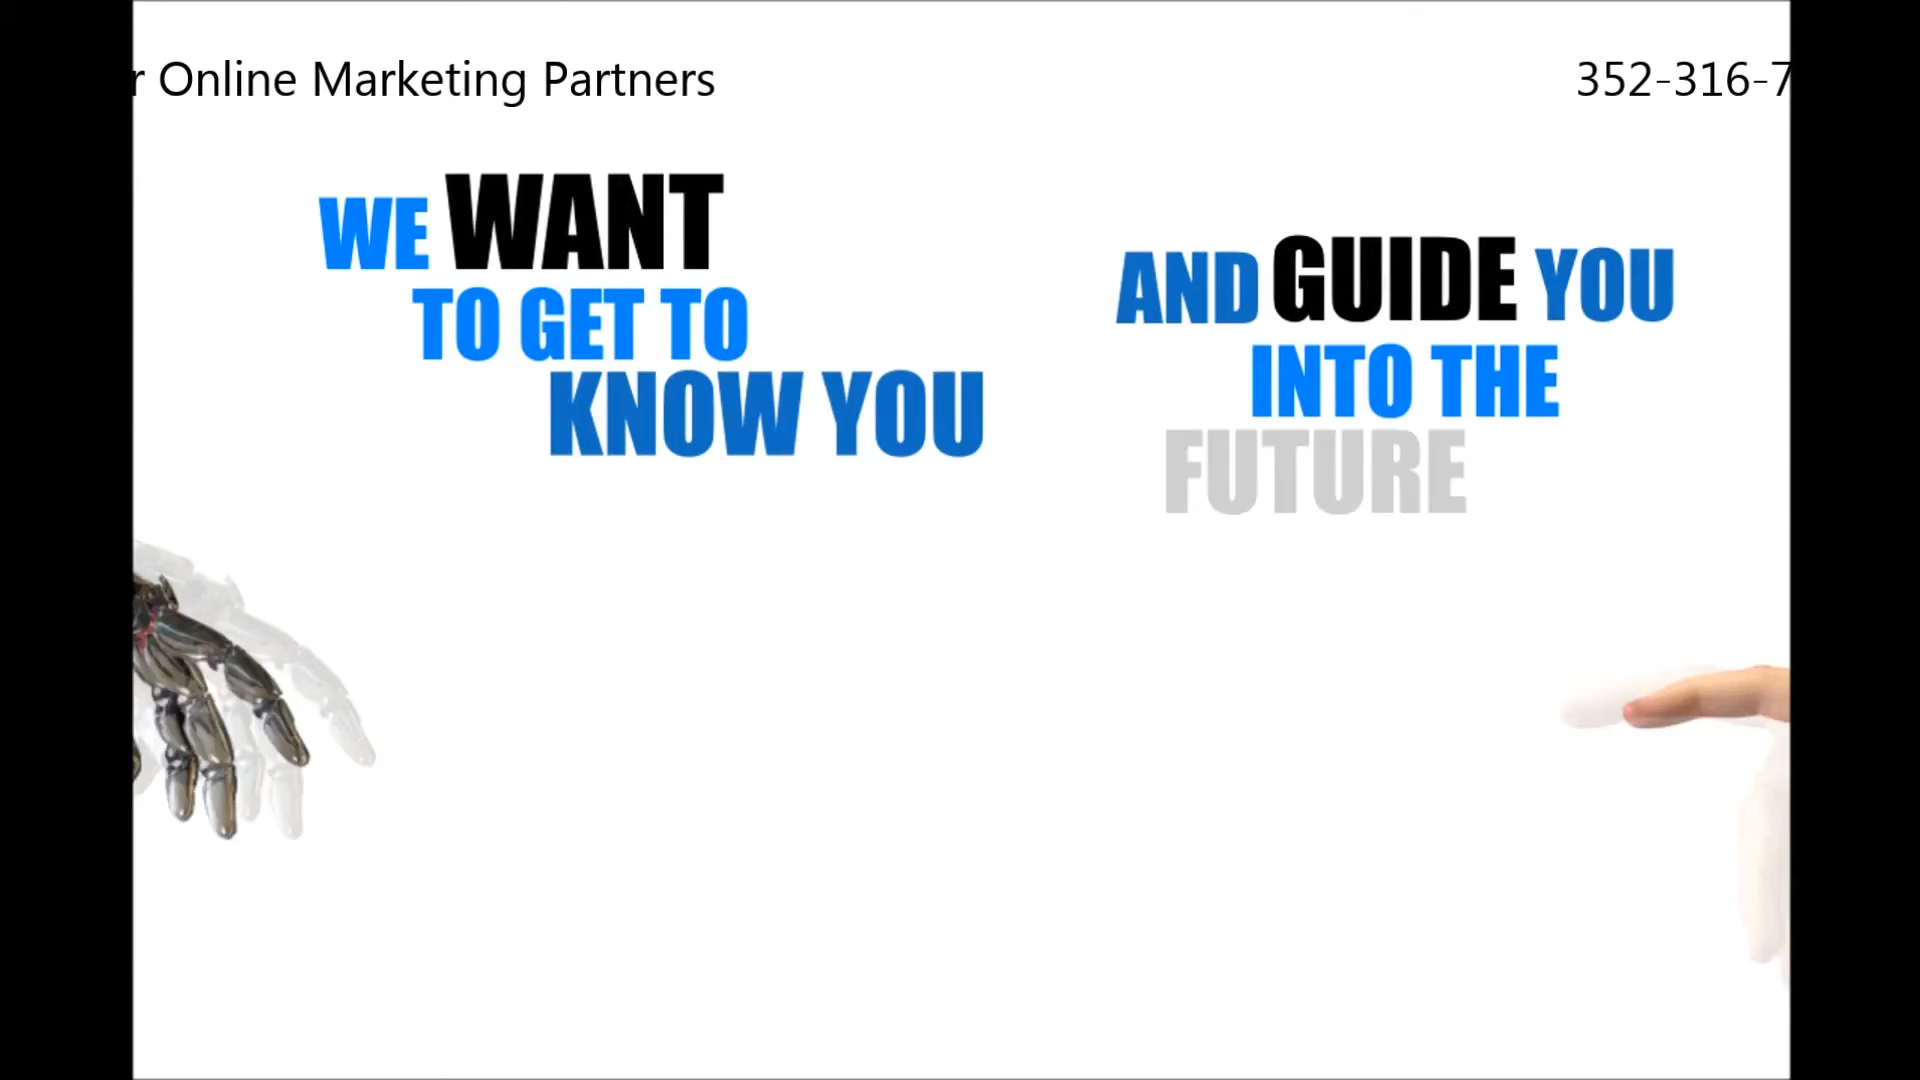 r Online Marketing Partners
352-316-7
WE WANT
TO GET TO
KNOW YOU
AND GUIDE YOU
INTO THE
FUTURE